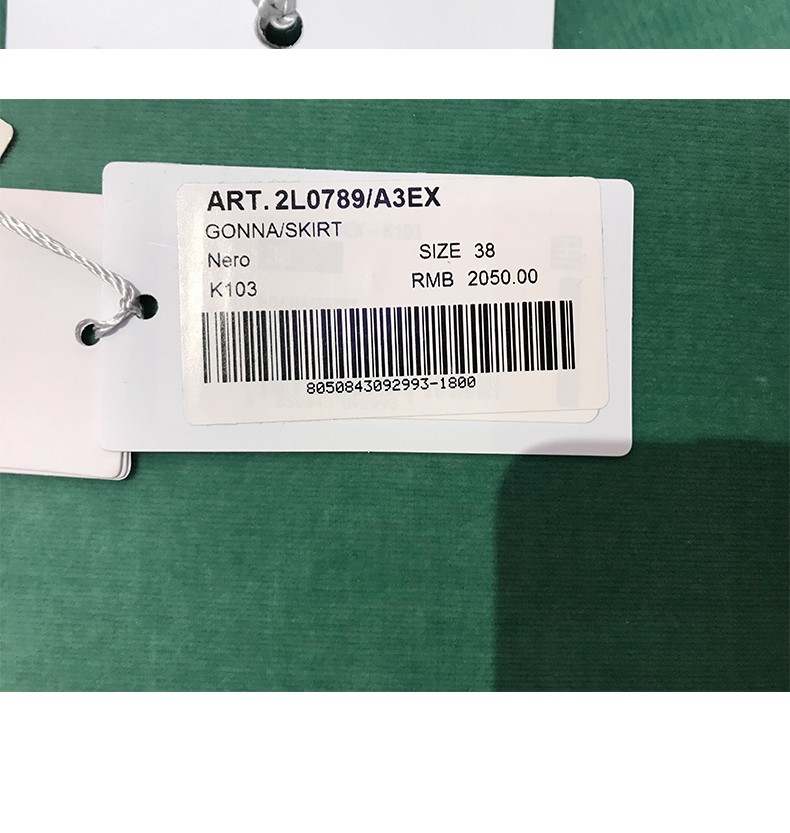 ART. 2L0789/A3EX
GONNA/SKIRT
Nero SIZE 38
K103 RMB 2050.00
8050843092993-1800